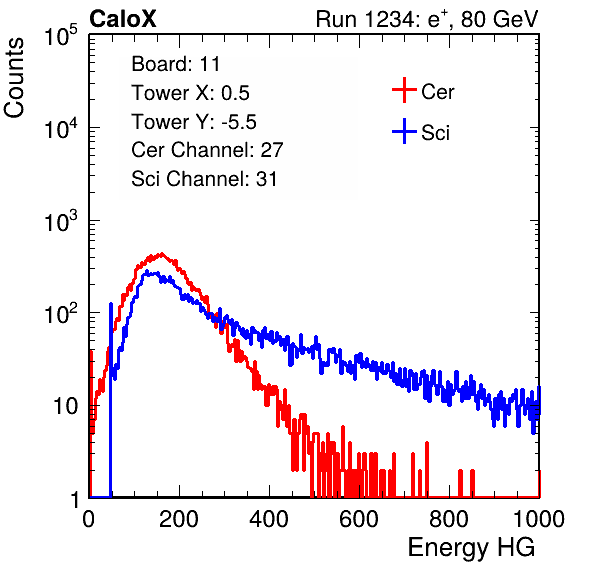 CaloX Run 1234: e⁺, 80 GeV
Counts
10⁵
10⁴
10³
10²
10
1
Board: 11
Tower X: 0.5
Tower Y: -5.5
Cer Channel: 27
Sci Channel: 31
Cer
Sci
0 200 400 600 800 1000
Energy HG